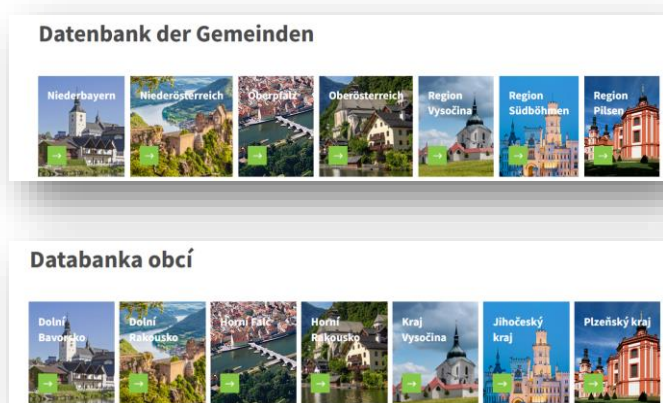 Datenbank der Gemeinden
Niederbayern
Niederösterreich
Oberpfalz
Oberösterreich
Region
Vysočina
Region
Südböhmen
Region
Pilsen
Databanka obcí
Dolní
Bavorsko
Dolní
Rakousko
Horní Falc
Horní
Rakousko
Kraj
Vysočina
Jihočeský
kraj
Plzeňský kraj